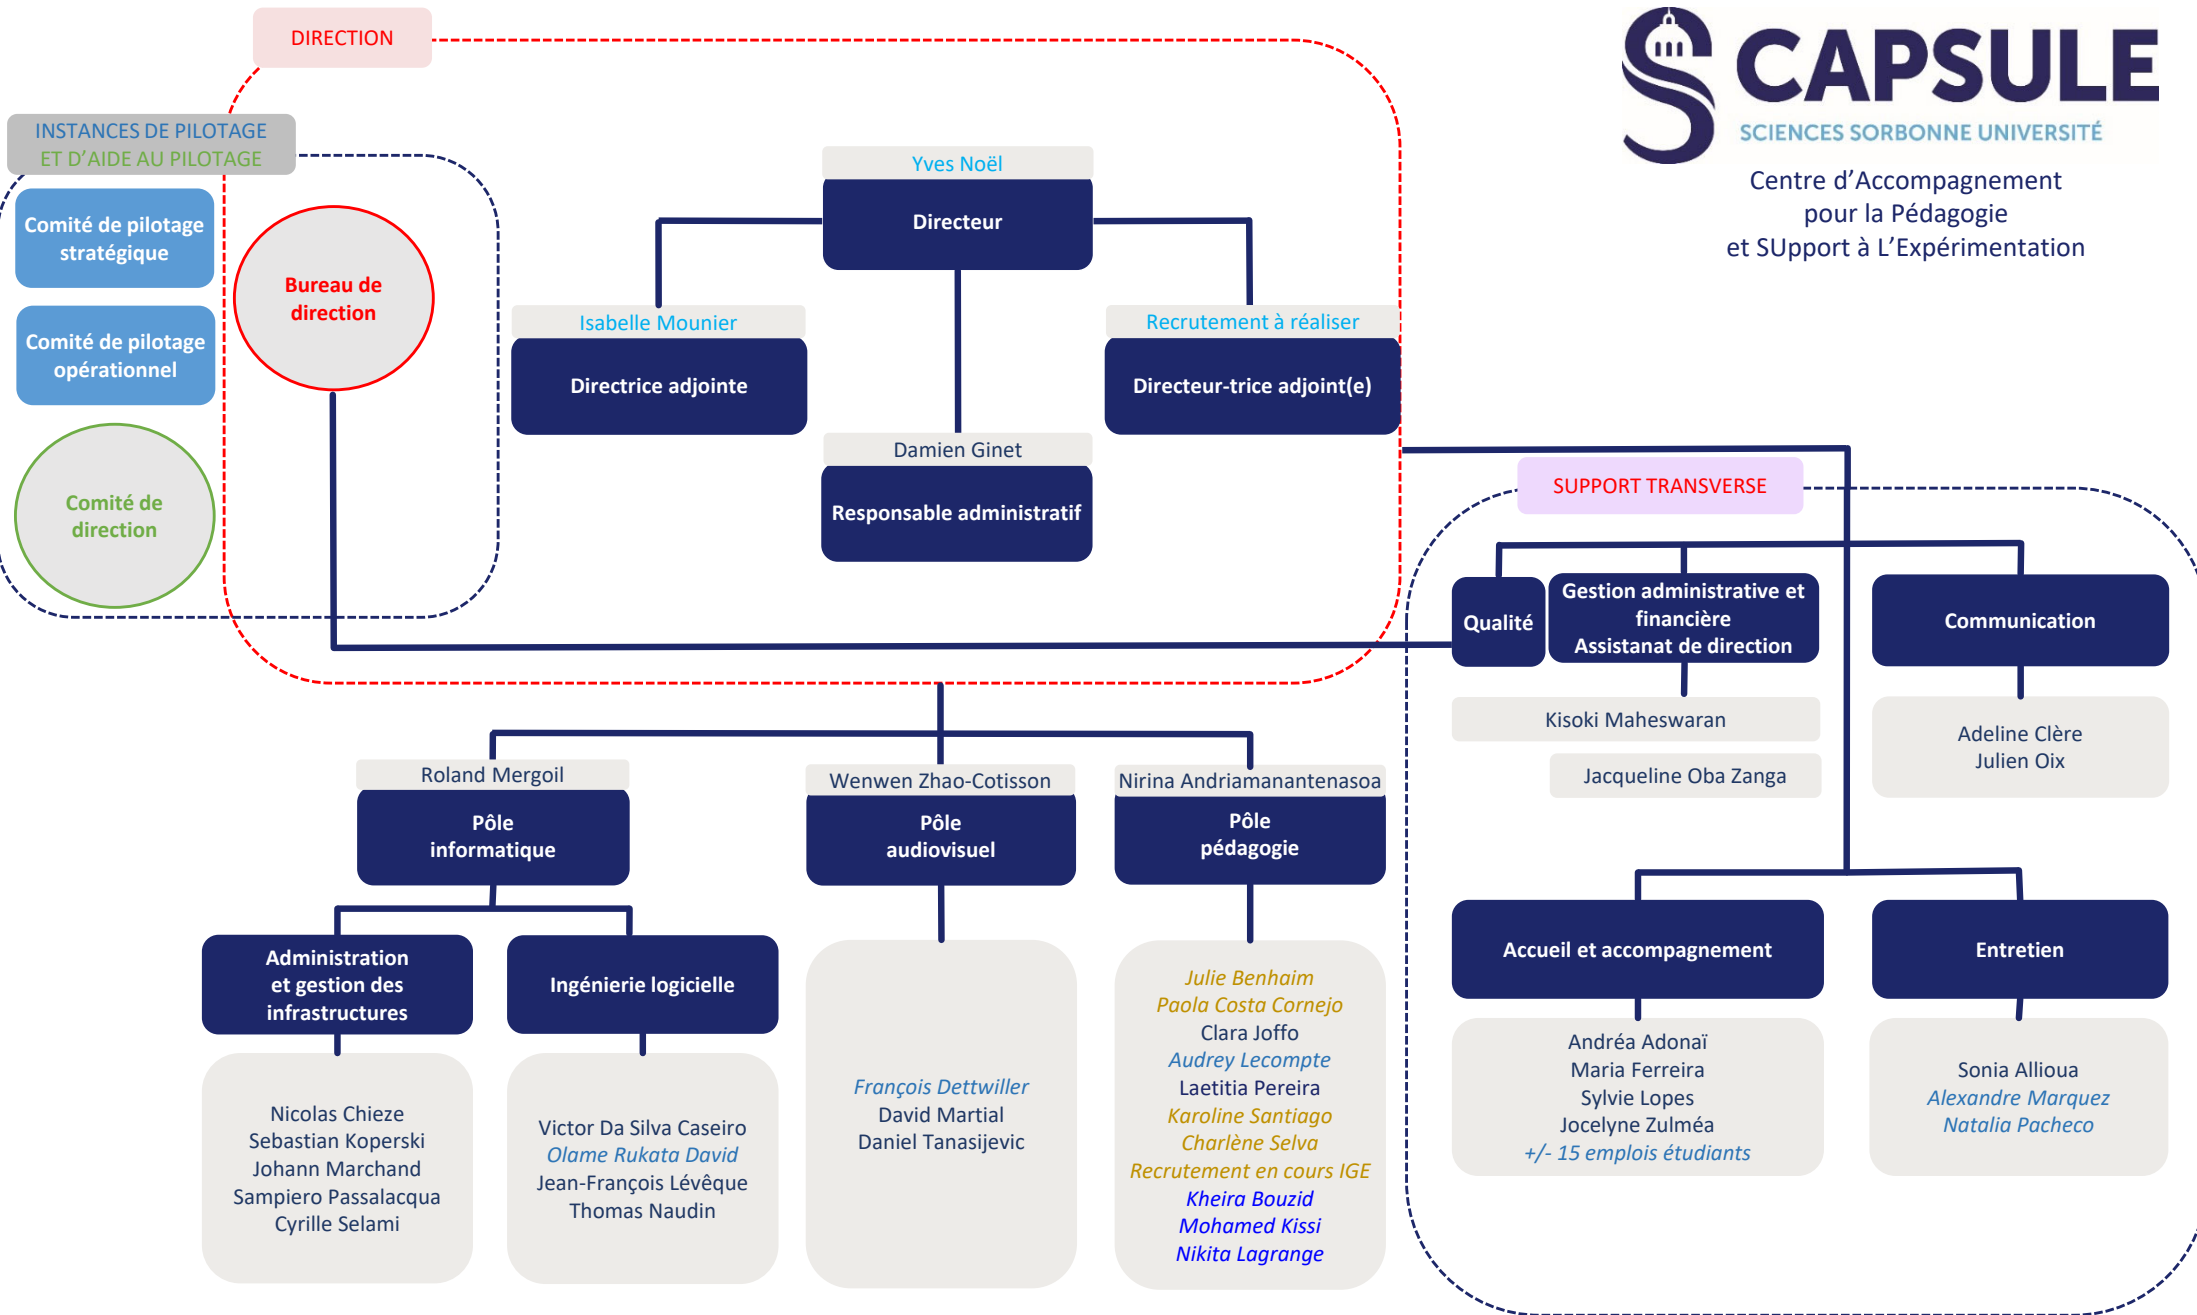 DIRECTION
CAPSULE
SCIENCES SORBONNE UNIVERSITÉ
Centre d’Accompagnement
pour la Pédagogie
et SUpport à L’Expérimentation
INSTANCES DE PILOTAGE
ET D’AIDE AU PILOTAGE
Comité de pilotage
stratégique
Comité de pilotage
opérationnel
Comité de
direction
Bureau de
direction
Yves Noël
Directeur
Isabelle Mounier
Directrice adjointe
Recrutement à réaliser
Directeur-trice adjoint(e)
Damien Ginet
Responsable administratif
SUPPORT TRANSVERSE
Qualité
Gestion administrative et
financière
Assistanat de direction
Communication
Kisoki Maheswaran
Jacqueline Oba Zanga
Adeline Clère
Julien Oix
Roland Mergoil
Pôle
informatique
Wenwen Zhao-Cotisson
Pôle
audiovisuel
Nirina Andriamanantenasoa
Pôle
pédagogie
Administration
et gestion des
infrastructures
Ingénierie logicielle
Nicolas Chieze
Sebastian Koperski
Johann Marchand
Sampiero Passalacqua
Cyrille Selami
Victor Da Silva Caseiro
Olame Rukata David
Jean-François Lévêque
Thomas Naudin
François Dettwiller
David Martial
Daniel Tanasijevic
Julie Benhaim
Paola Costa Cornejo
Clara Joffo
Audrey Lecompte
Laetitia Pereira
Karoline Santiago
Charlène Selva
Recrutement en cours IGE
Kheira Bouzid
Mohamed Kissi
Nikita Lagrange
Accueil et accompagnement
Entretien
Andréa Adonaï
Maria Ferreira
Sylvie Lopes
Jocelyne Zulméa
+/- 15 emplois étudiants
Sonia Allioua
Alexandre Marquez
Natalia Pacheco